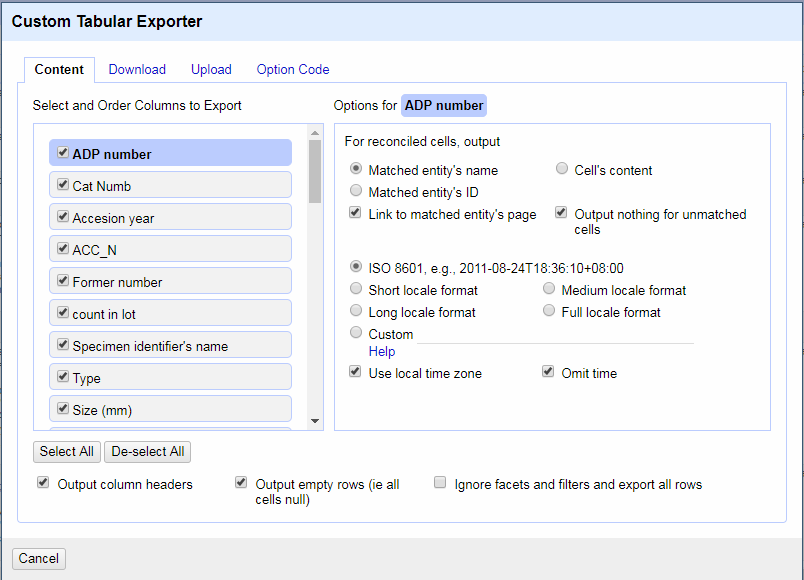 Custom Tabular Exporter
Content Download Upload Option Code
Select and Order Columns to Export
ADP number
Cat Numb
Accesion year
ACC_N
Former number
count in lot
Specimen identifier's name
Type
Size (mm)
Select All De-select All
Options for ADP number
For reconciled cells, output
Matched entity's name Cell's content
Matched entity's ID
Link to matched entity's page Output nothing for unmatched
cells
ISO 8601, e.g., 2011-08-24T18:36:10+08:00
Short locale format Medium locale format
Long locale format Full locale format
Custom
Help
Use local time zone Omit time
Output column headers Output empty rows (ie all Ignore facets and filters and export all rows
cells null)
Cancel